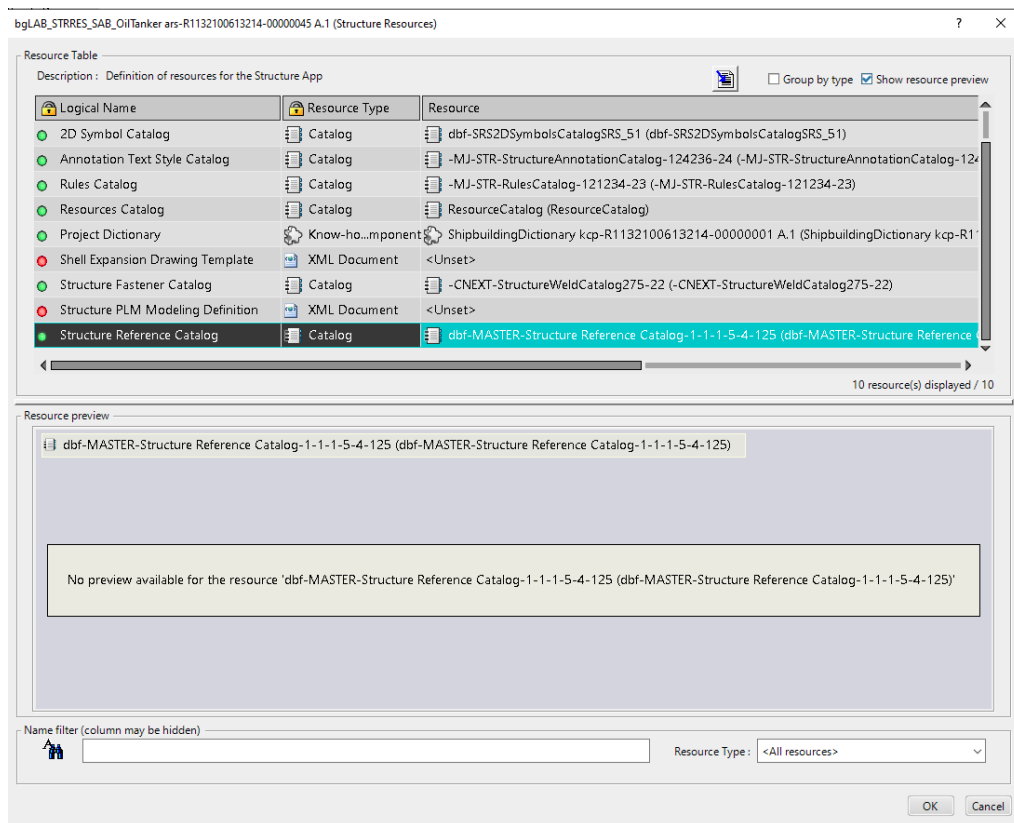 bgLAB_STRRES_SAB_OilTanker ars-R1132100613214-00000045 A.1 (Structure Resources)
? ×
Resource Table
Description : Definition of resources for the Structure App
Group by type Show resource preview
Logical Name Resource Type Resource
2D Symbol Catalog Catalog dbf-SRS2DSymbolsCatalogSRS_51 (dbf-SRS2DSymbolsCatalogSRS_51)
Annotation Text Style Catalog Catalog -MJ-STR-StructureAnnotationCatalog-124236-24 (-MJ-STR-StructureAnnotationCatalog-124
Rules Catalog Catalog -MJ-STR-RulesCatalog-121234-23 (-MJ-STR-RulesCatalog-121234-23)
Resources Catalog Catalog ResourceCatalog (ResourceCatalog)
Project Dictionary Know-ho...mponent ShipbuildingDictionary kcp-R1132100613214-00000001 A.1 (ShipbuildingDictionary kcp-R1
Shell Expansion Drawing Template XML Document <Unset>
Structure Fastener Catalog Catalog -CNEXT-StructureWeldCatalog275-22 (-CNEXT-StructureWeldCatalog275-22)
Structure PLM Modeling Definition XML Document <Unset>
Structure Reference Catalog Catalog dbf-MASTER-Structure Reference Catalog-1-1-1-5-4-125 (dbf-MASTER-Structure Reference
10 resource(s) displayed / 10
Resource preview
dbf-MASTER-Structure Reference Catalog-1-1-1-5-4-125 (dbf-MASTER-Structure Reference Catalog-1-1-1-5-4-125)
No preview available for the resource 'dbf-MASTER-Structure Reference Catalog-1-1-1-5-4-125 (dbf-MASTER-Structure Reference Catalog-1-1-1-5-4-125)'
Name filter (column may be hidden)
Resource Type : <All resources>
OK Cancel